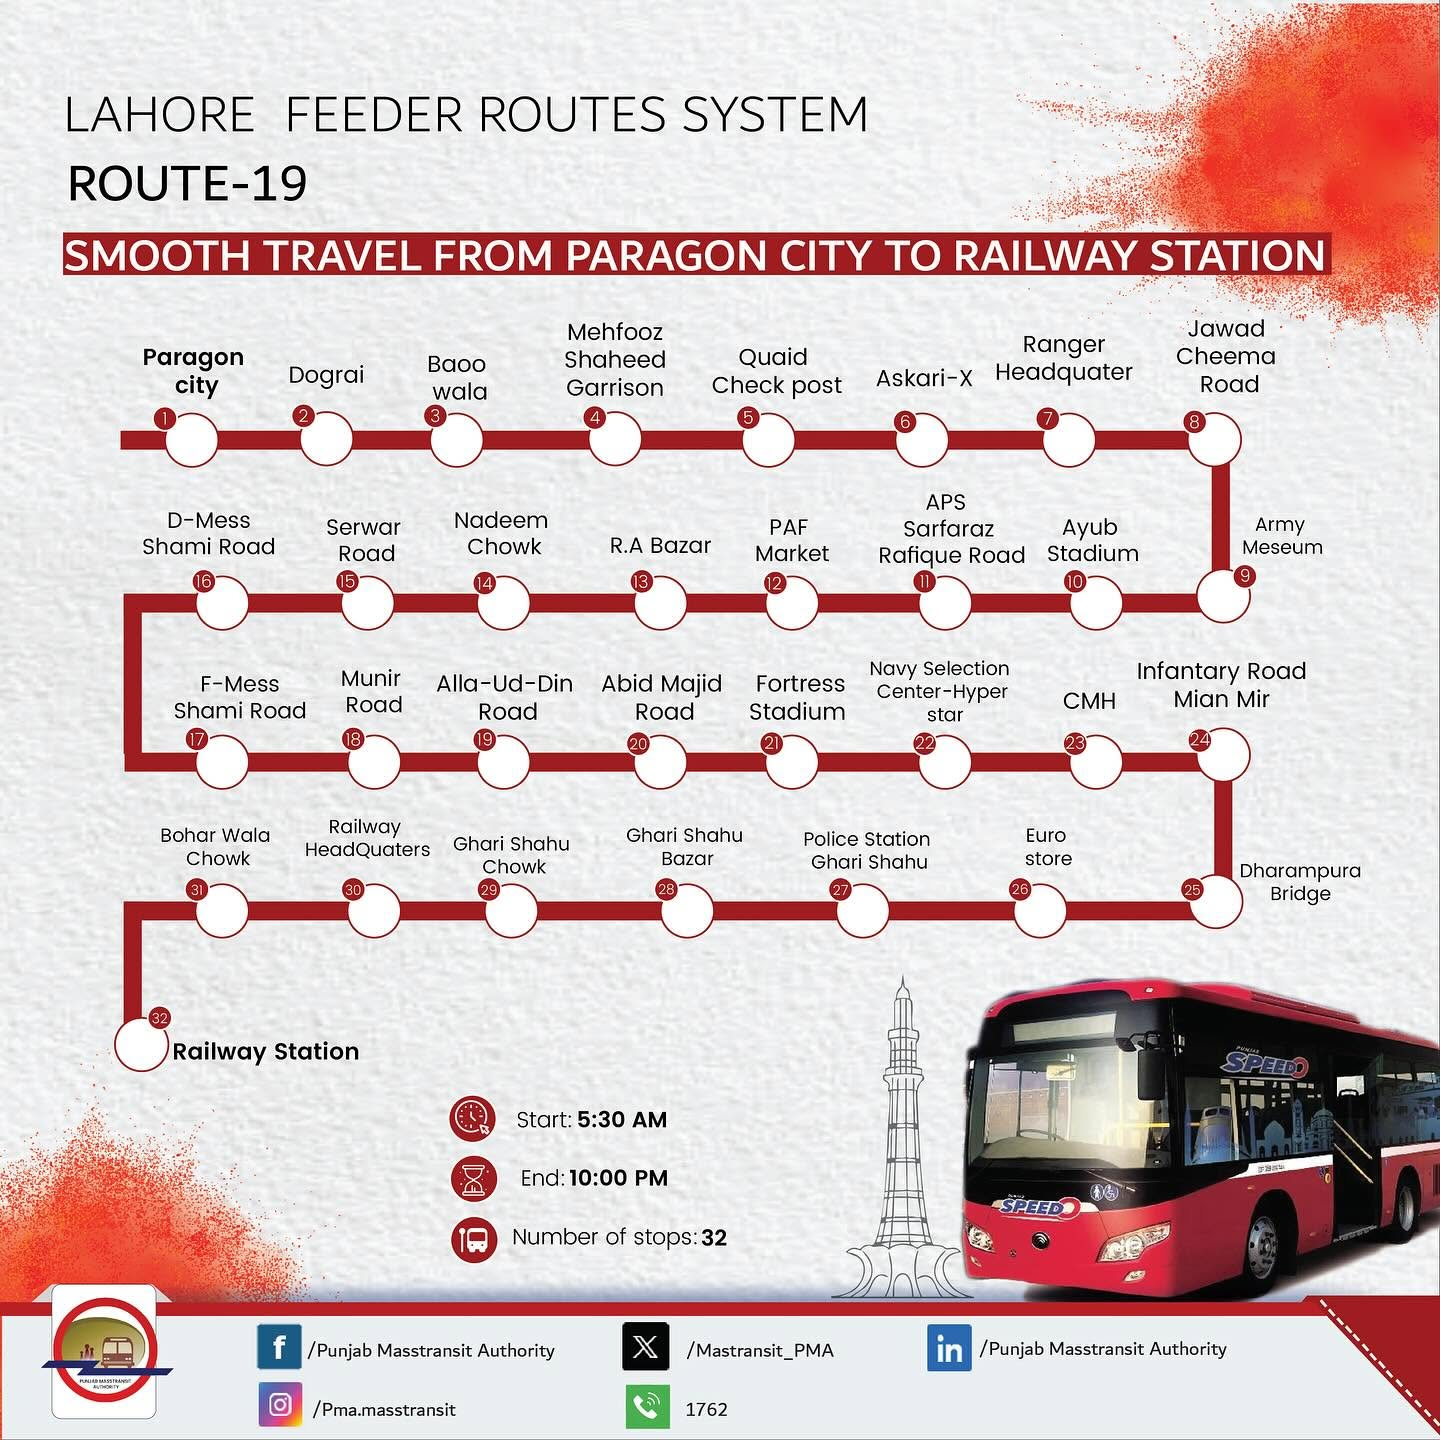 LAHORE FEEDER ROUTES SYSTEM
ROUTE-19
SMOOTH TRAVEL FROM PARAGON CITY TO RAILWAY STATION
Paragon
city
1
Dograi
2
Baoo
wala
3
Mehfooz
Shaheed
Garrison
4
Quaid
Check post
5
Askari-X
6
Ranger
Headquater
7
Jawad
Cheema
Road
8
Army
Meseum
9
Ayub
Stadium
10
APS
Sarfaraz
Rafique Road
11
PAF
Market
12
R.A Bazar
13
Nadeem
Chowk
14
Serwar
Road
15
D-Mess
Shami Road
16
F-Mess
Shami Road
17
Munir
Road
18
Alla-Ud-Din
Road
19
Abid Majid
Road
20
Fortress
Stadium
21
Navy Selection
Center-Hyper
star
22
CMH
23
Infantary Road
Mian Mir
24
Dharampura
Bridge
25
Euro
store
26
Police Station
Ghari Shahu
27
Ghari Shahu
Bazar
28
Ghari Shahu
Chowk
29
Railway
HeadQuaters
30
Bohar Wala
Chowk
31
32
Railway Station
Start: 5:30 AM
End: 10:00 PM
Number of stops: 32
PUNJAB
SPEEDO
SPEEDO
PUNJAB MASSTRANSIT
AUTHORITY
/Punjab Masstransit Authority
/Mastransit_PMA
/Punjab Masstransit Authority
/Pma.masstransit
1762